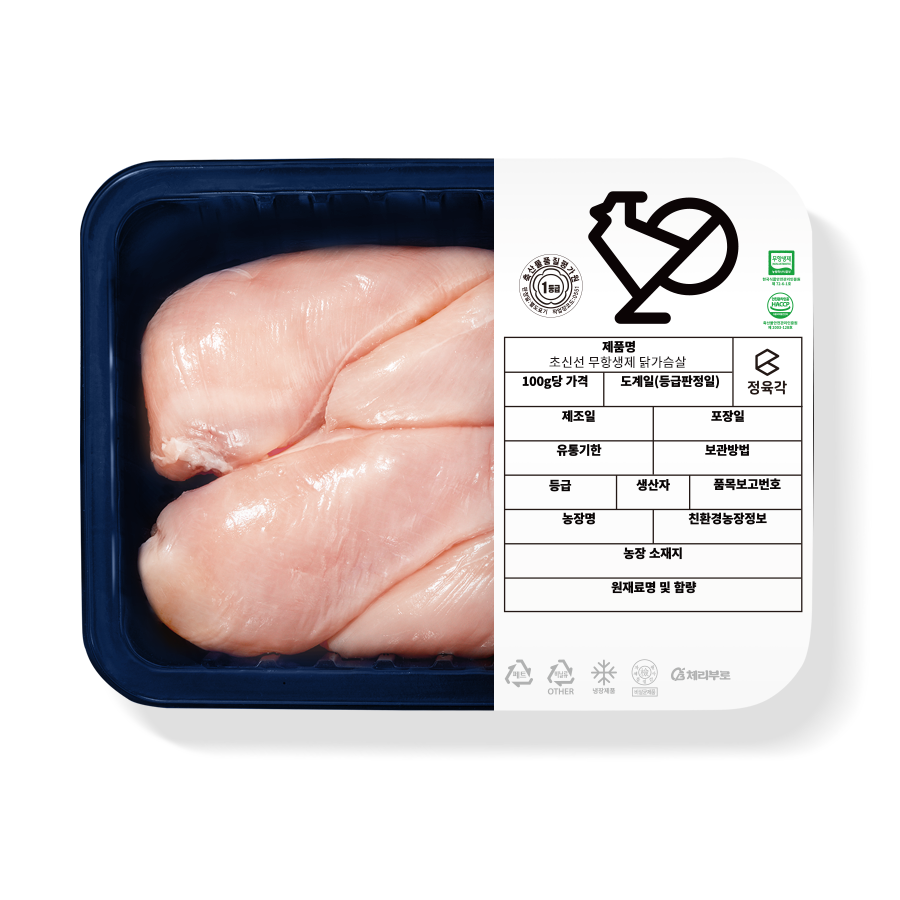 축산물품질평가원
1등급
무항생제
HACCP
제품명
초신선 무항생제 닭가슴살
정육각
100g당 가격
도계일(등급판정일)
제조일
포장일
유통기한
보관방법
등급
생산자
품목보고번호
농장명
친환경농장정보
농장 소재지
원재료명 및 함량
페트
비닐류
OTHER
냉장제품
체리부로